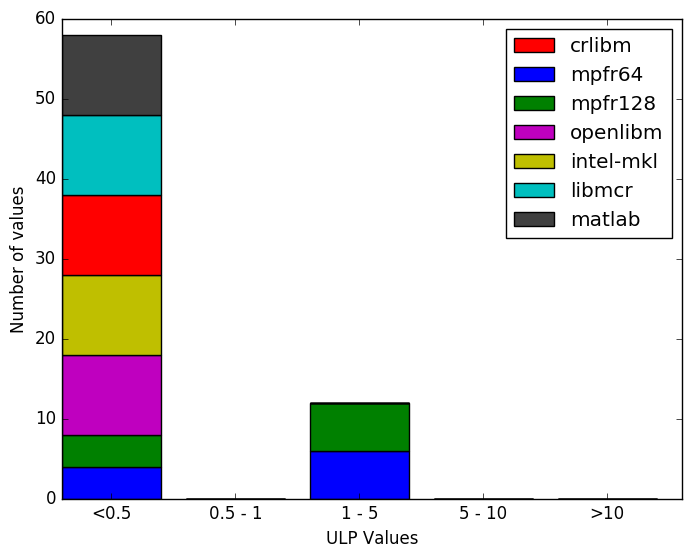 60
50
40
30
20
10
0
Number of values
crlibm
mpfr64
mpfr128
openlibm
intel-mkl
libmcr
matlab
<0.5
0.5 - 1
1 - 5
5 - 10
>10
ULP Values